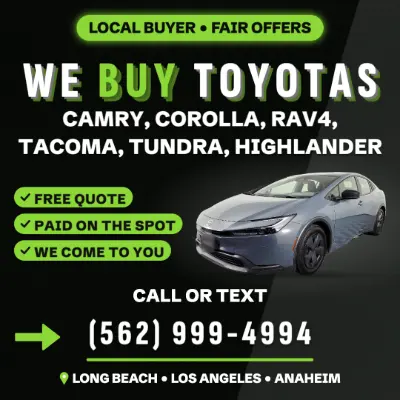 LOCAL BUYER • FAIR OFFERS
WE BUY TOYOTAS
CAMRY, COROLLA, RAV4,
TACOMA, TUNDRA, HIGHLANDER
FREE QUOTE
PAID ON THE SPOT
WE COME TO YOU
CALL OR TEXT
(562) 999-4994
LONG BEACH • LOS ANGELES • ANAHEIM